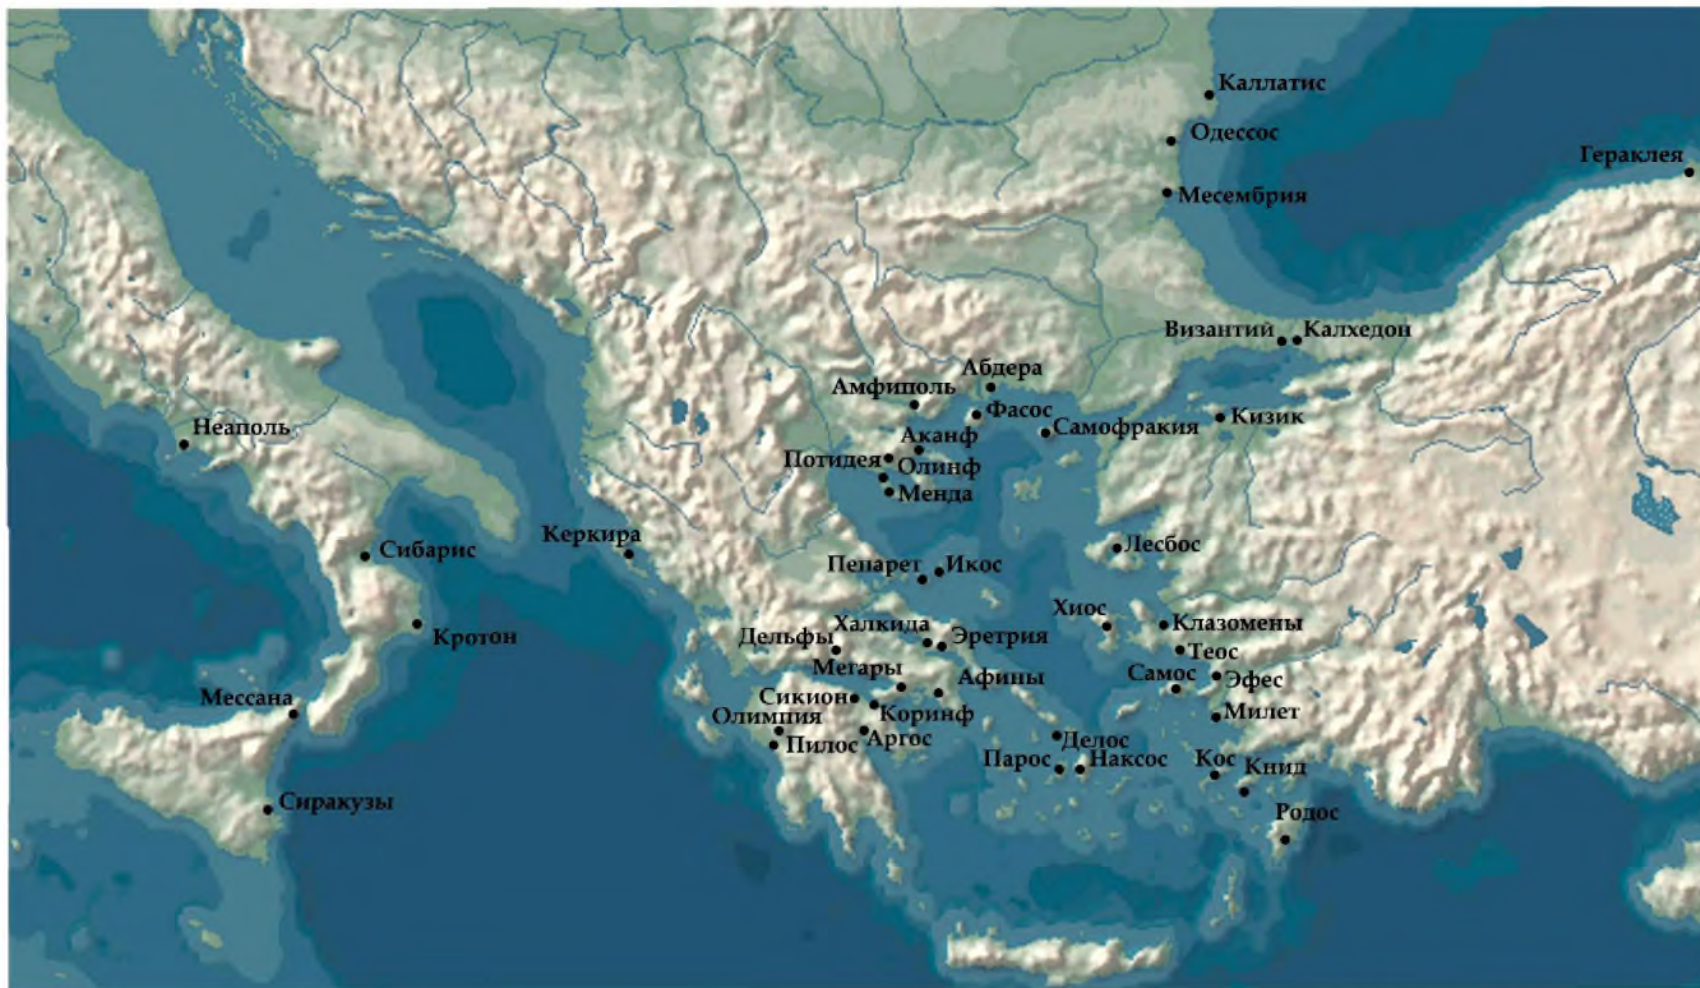 Каллатис
Одессос
Гераклея
Месембрия
Византий
Калхедон
Абдера
Амфиполь
Фасос
Кизик
Неаполь
Самофракия
Аканф
Потидея
Олинф
Менда
Керкира
Сибарис
Лесбос
Пепарет
Икос
Хиос
Халкида
Клазомены
Кротон
Дельфы
Эретрия
Теос
Мегары
Самос
Эфес
Мессана
Сикион
Афины
Олимпия
Коринф
Милет
Пилос
Аргос
Делос
Парос
Наксос
Кос
Книд
Сиракузы
Родос